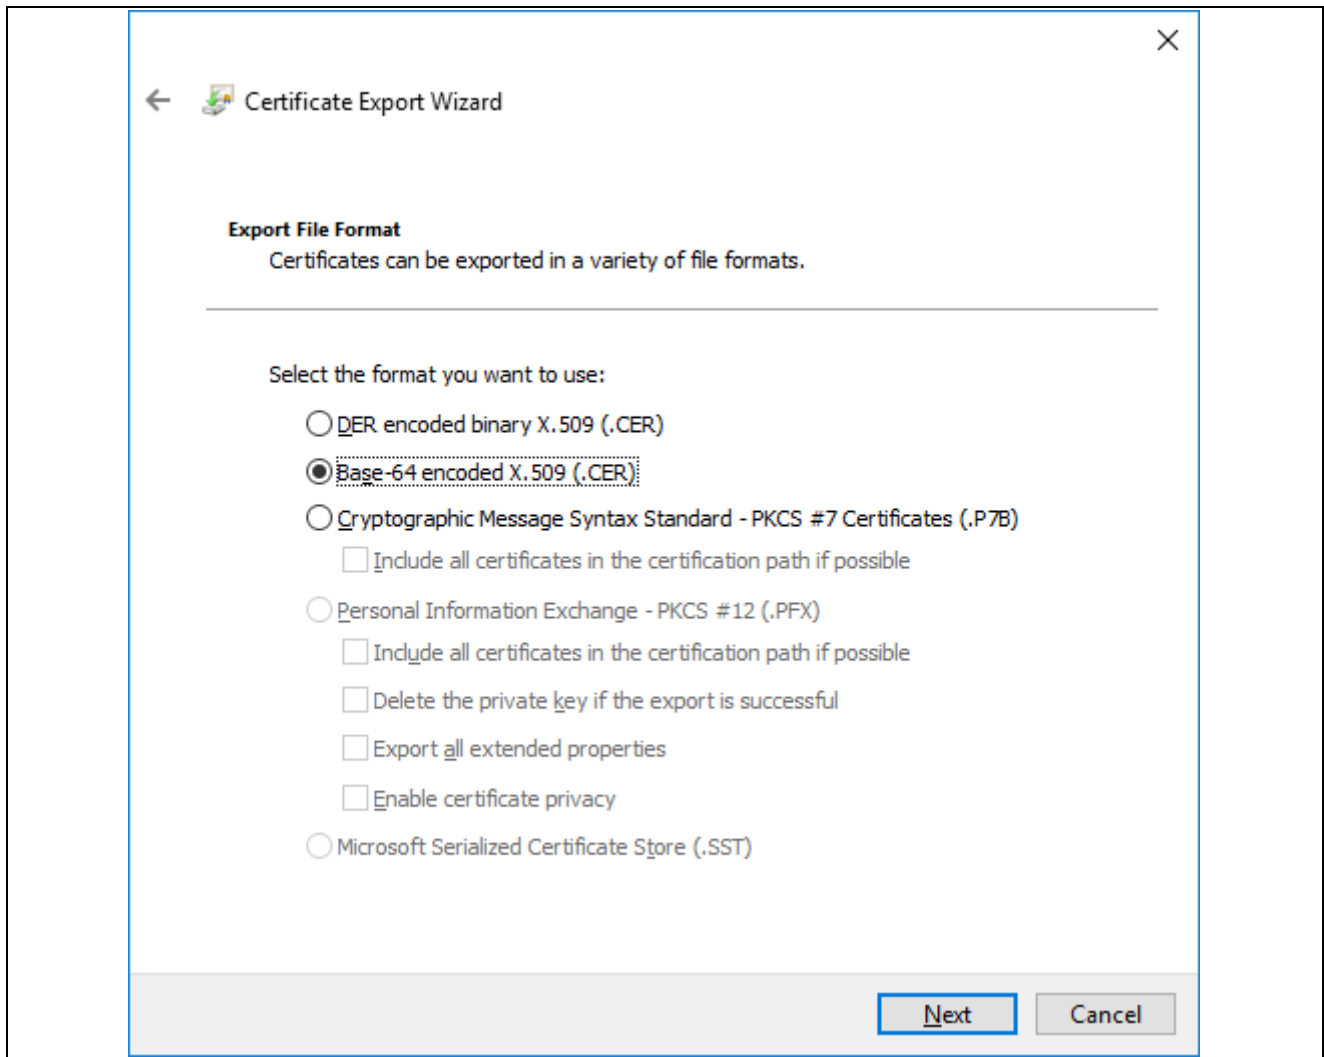 Certificate Export Wizard
Export File Format
Certificates can be exported in a variety of file formats.
Select the format you want to use:
DER encoded binary X.509 (.CER)
Base-64 encoded X.509 (.CER)
Cryptographic Message Syntax Standard - PKCS #7 Certificates (.P7B)
Include all certificates in the certification path if possible
Personal Information Exchange - PKCS #12 (.PFX)
Include all certificates in the certification path if possible
Delete the private key if the export is successful
Export all extended properties
Enable certificate privacy
Microsoft Serialized Certificate Store (.SST)
Next Cancel